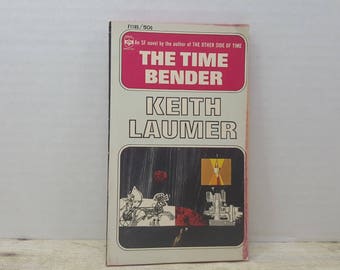 An SF novel by the author of THE OTHER SIDE OF TIME
THE TIME
BENDER
KEITH
LAUMER